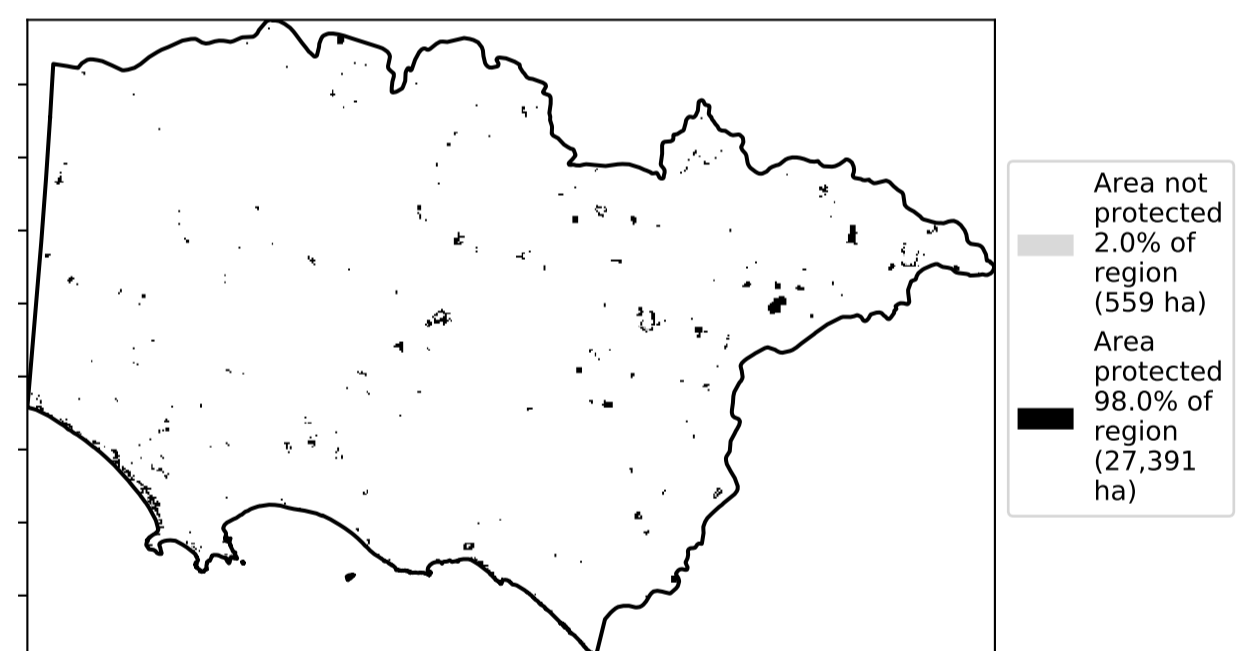 Area not
protected
2.0% of
region
(559 ha)
Area
protected
98.0% of
region
(27,391
ha)